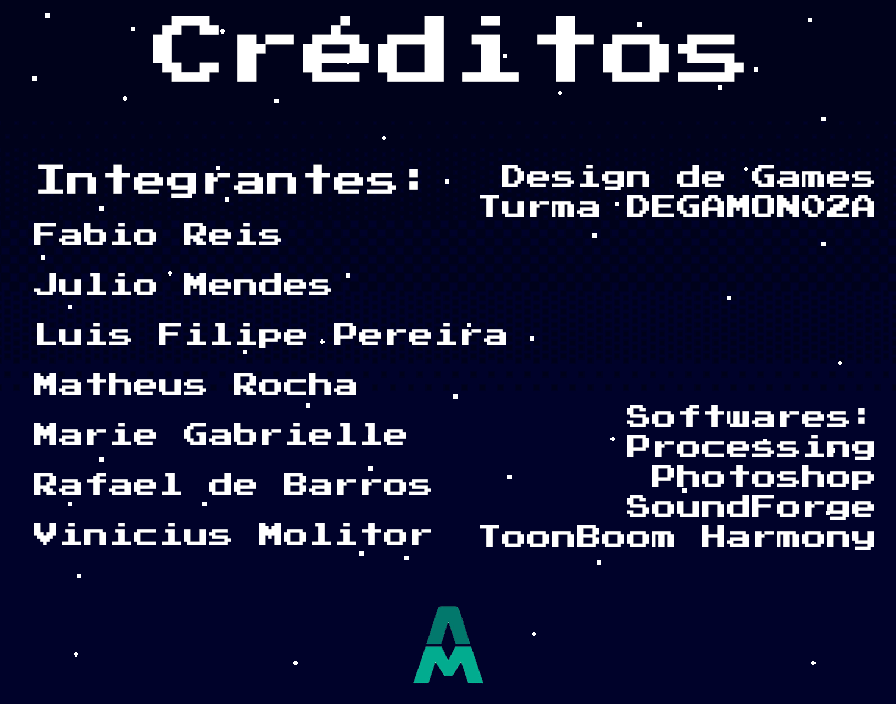 Créditos
Integrantes:
Fabio Reis
Julio Mendes
Luis Filipe Pereira
Matheus Rocha
Marie Gabrielle
Rafael de Barros
Vinicius Molitor
Design de Games
Turma DEGAMON02A
Softwares:
Processing
Photoshop
SoundForge
ToonBoom Harmony
AM